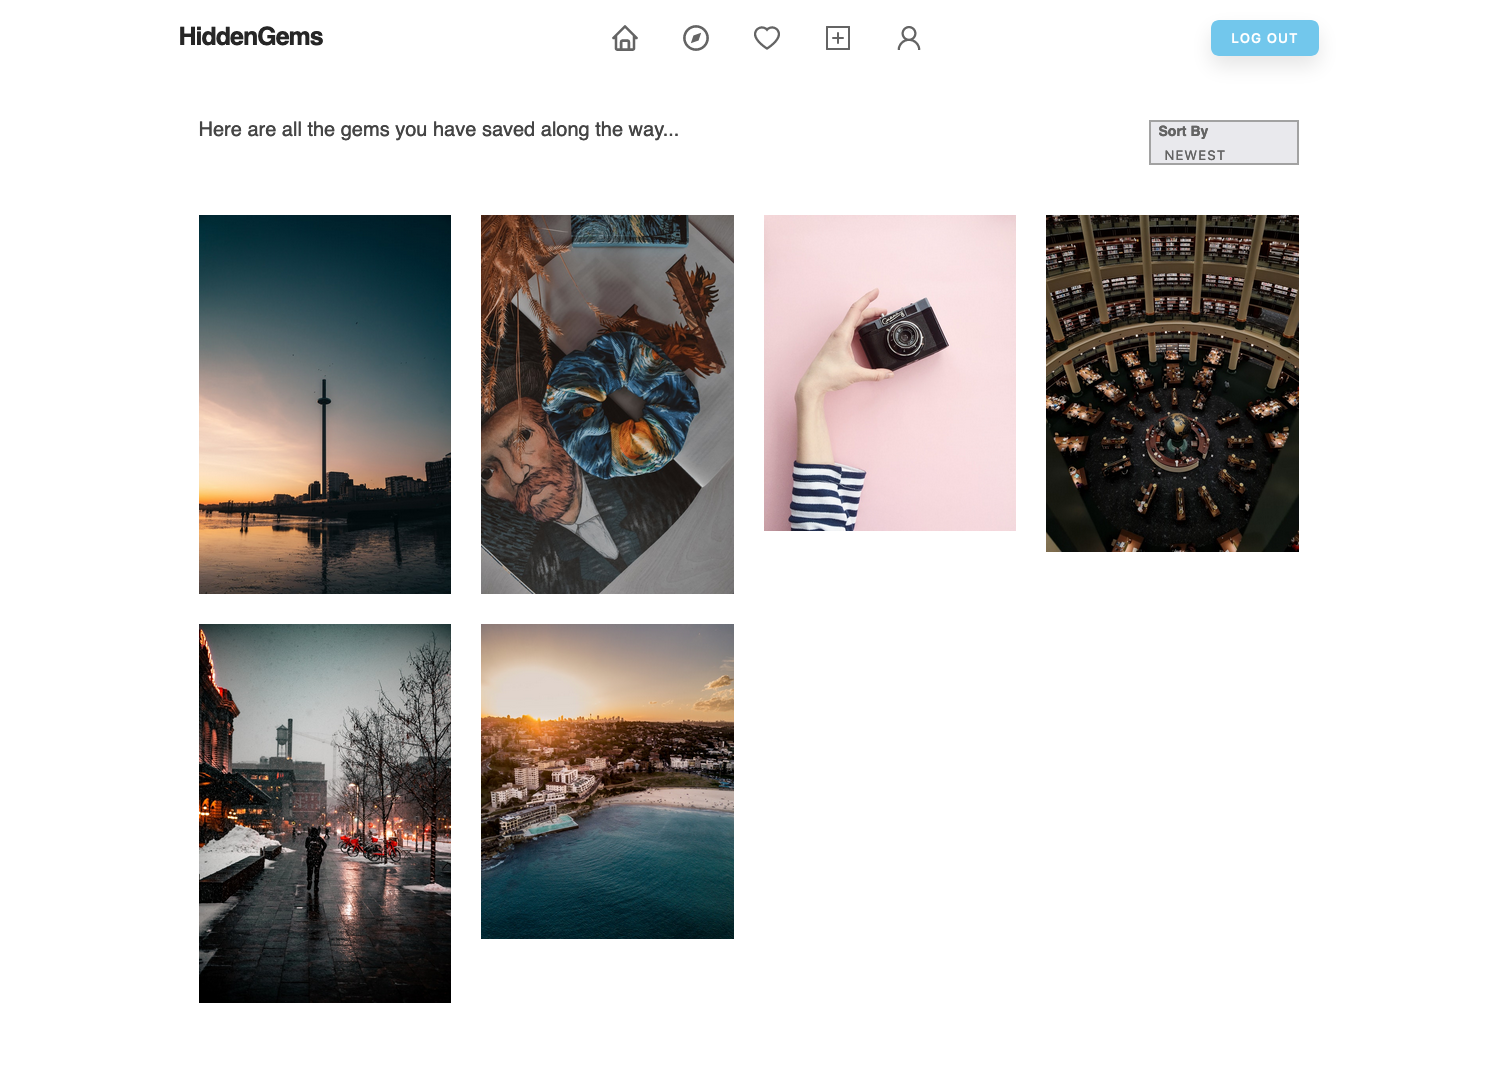 HiddenGems
LOG OUT
Here are all the gems you have saved along the way...
Sort By
NEWEST